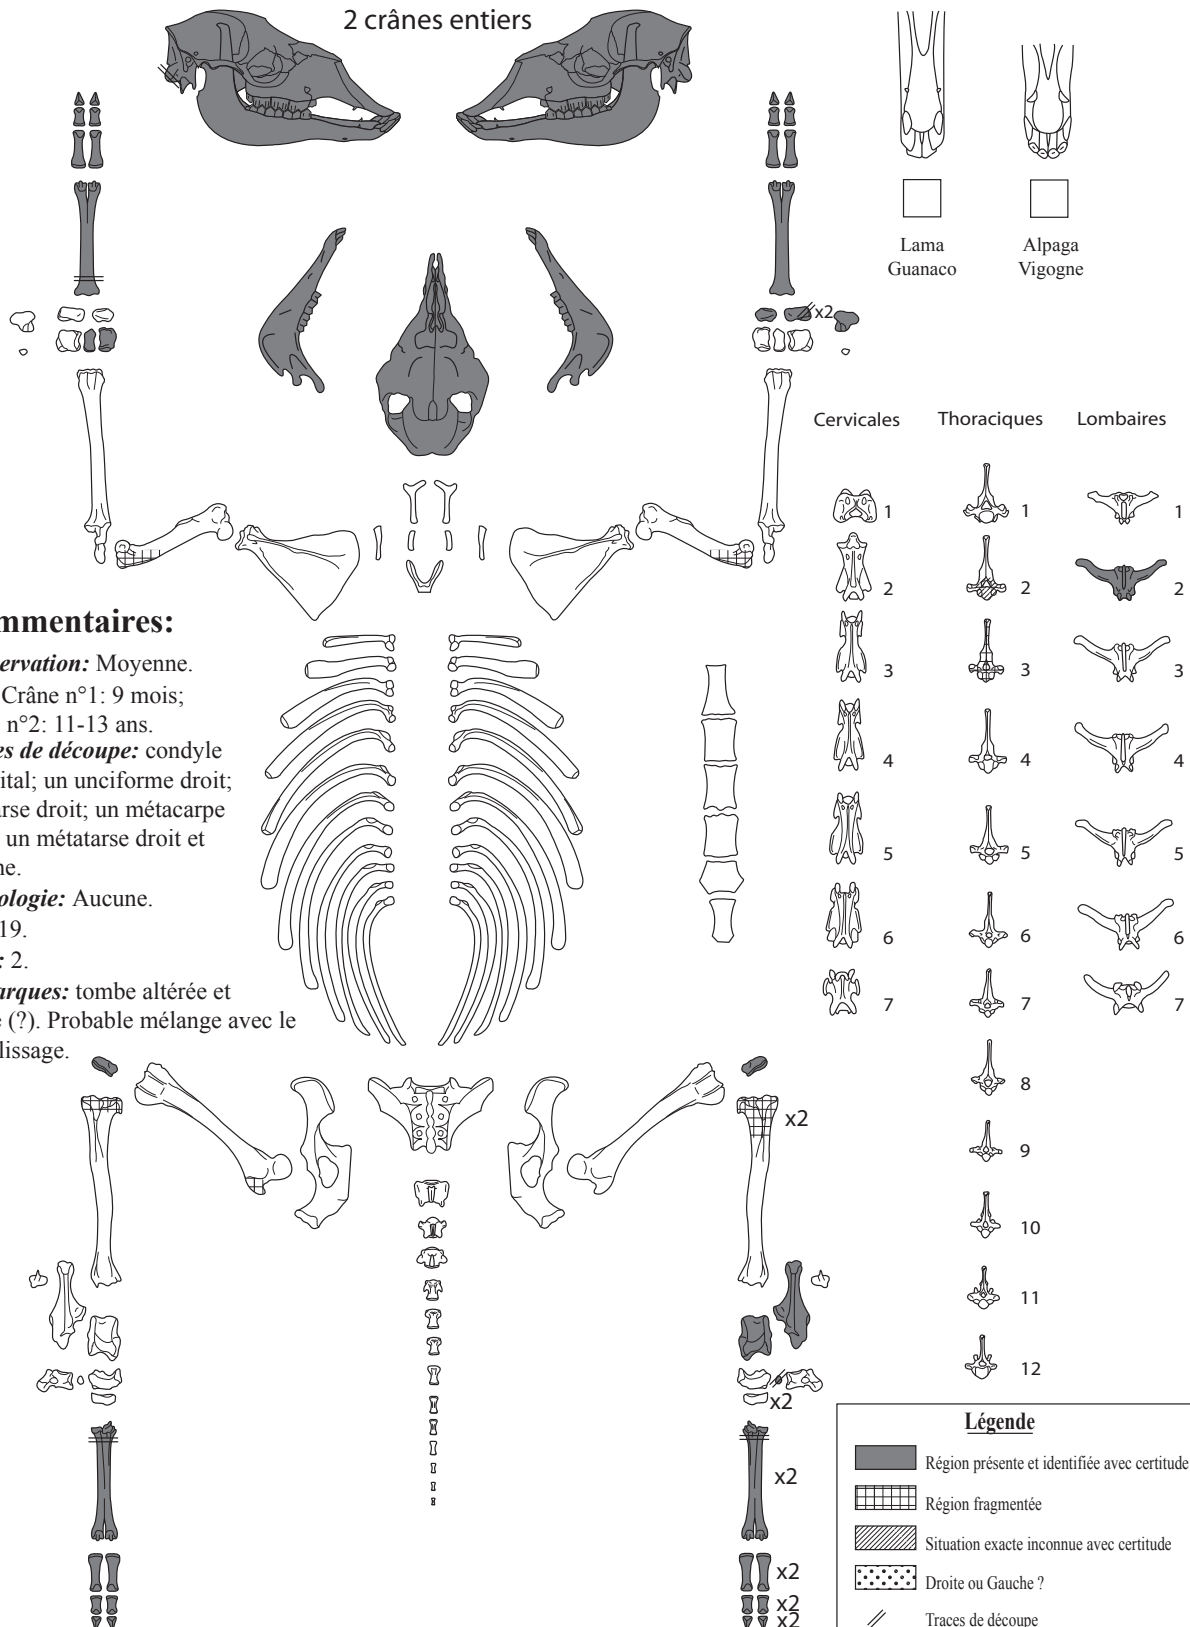 2 crânes entiers
Lama
Guanaco
Alpaga
Vigogne
x2
Cervicales
Thoraciques
Lombaires
1
2
3
4
5
6
7
1
2
3
4
5
6
7
8
9
10
11
12
1
2
3
4
5
6
7
mmentaires:
ervation: Moyenne.
Crâne n°1: 9 mois;
n°2: 11-13 ans.
es de découpe: condyle
ital; un unciforme droit;
arse droit; un métacarpe
un métatarse droit et
he.
ologie: Aucune.
19.
: 2.
arques: tombe altérée et
e (?). Probable mélange avec le
lissage.
x2
x2
x2
x2
x2
x2
Légende
Région présente et identifiée avec certitude
Région fragmentée
Situation exacte inconnue avec certitude
Droite ou Gauche ?
Traces de découpe